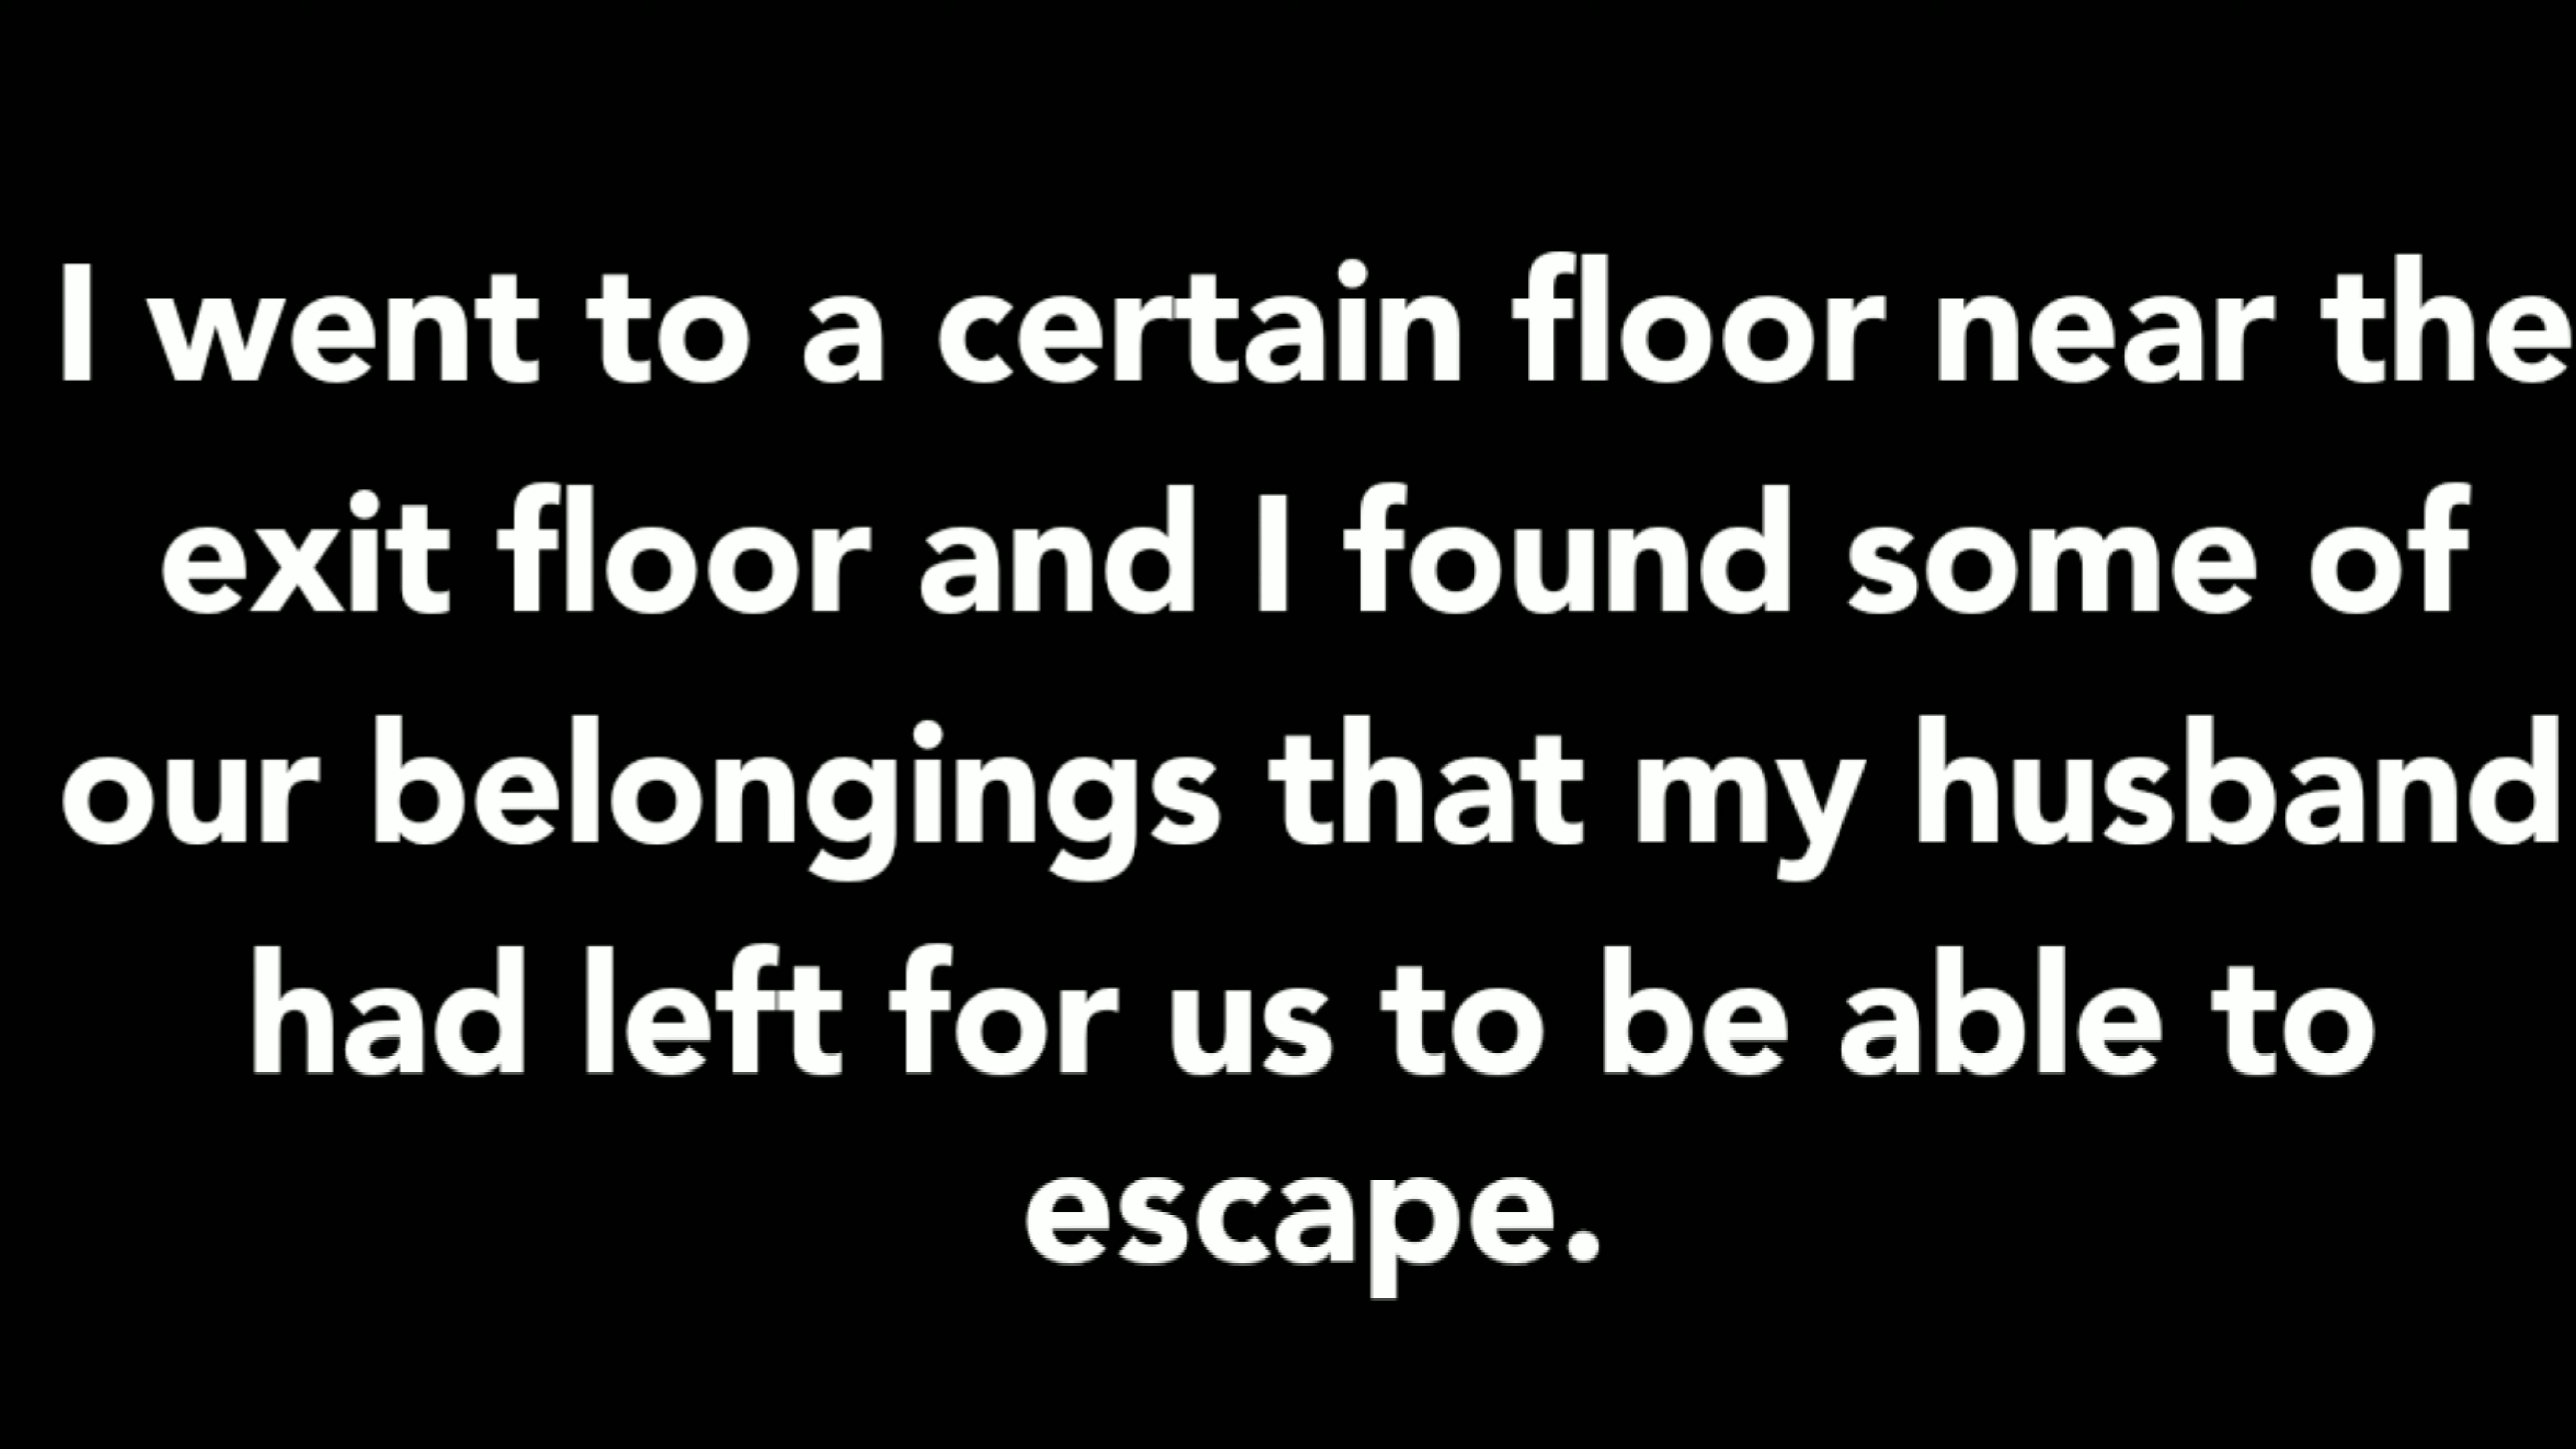 I went to a certain floor near the
exit floor and I found some of
our belongings that my husband
had left for us to be able to
escape.